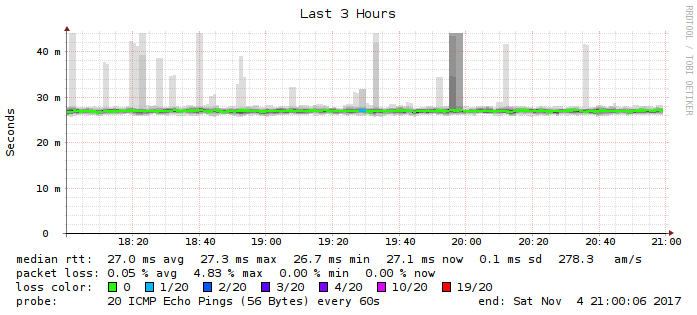 Last 3 Hours
RRDTOOL / TOBI OETIKER
Seconds
40 m
30 m
20 m
10 m
0
18:20 18:40 19:00 19:20 19:40 20:00 20:20 20:40 21:00
median rtt: 27.0 ms avg 27.3 ms max 26.7 ms min 27.1 ms now 0.1 ms sd 278.3 am/s
packet loss: 0.05 % avg 4.83 % max 0.00 % min 0.00 % now
loss color: 0 1/20 2/20 3/20 4/20 10/20 19/20
probe: 20 ICMP Echo Pings (56 Bytes) every 60s end: Sat Nov 4 21:00:06 2017